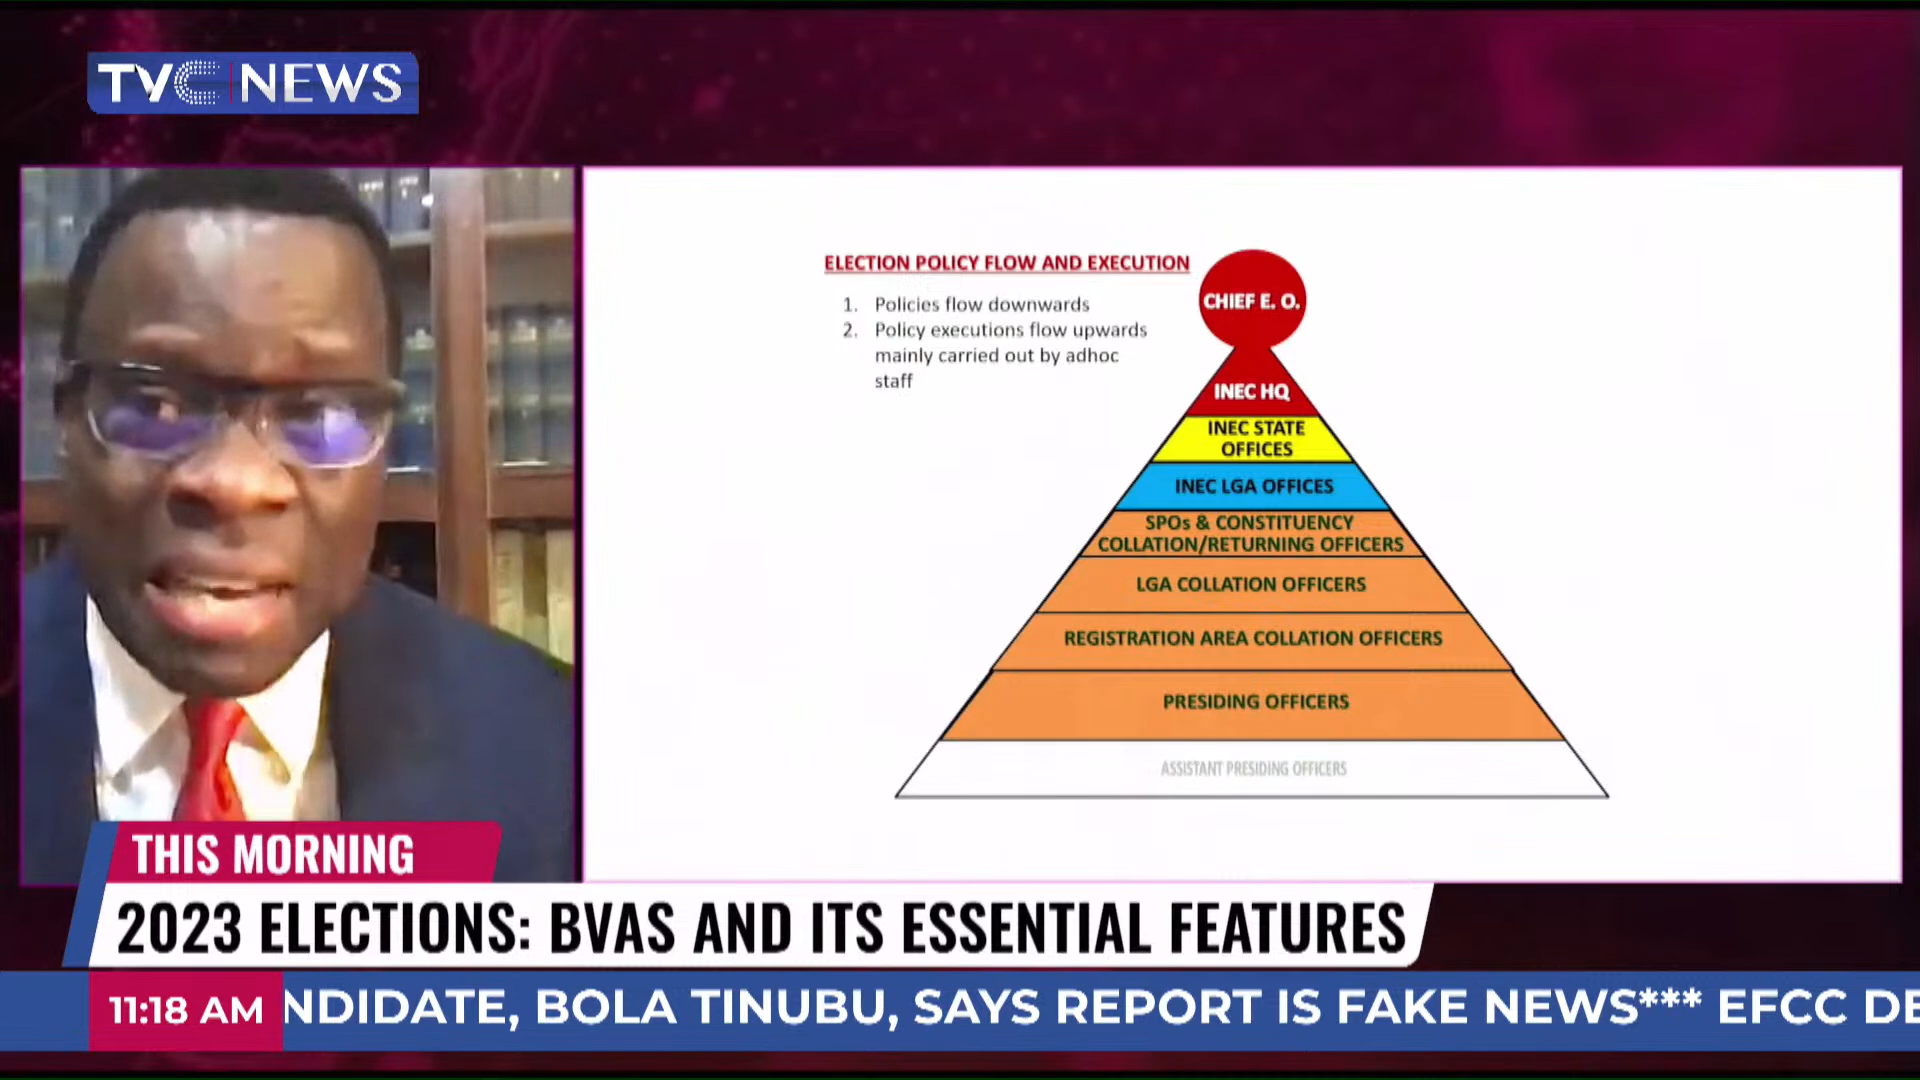 TVC NEWS
ELECTION POLICY FLOW AND EXECUTION
1. Policies flow downwards
2. Policy executions flow upwards
mainly carried out by adhoc
staff
CHIEF E. O.
INEC HQ
INEC STATE
OFFICES
INEC LGA OFFICES
SPOs & CONSTITUENCY
COLLATION/RETURNING OFFICERS
LGA COLLATION OFFICERS
REGISTRATION AREA COLLATION OFFICERS
PRESIDING OFFICERS
ASSISTANT PRESIDING OFFICERS
THIS MORNING
2023 ELECTIONS: BVAS AND ITS ESSENTIAL FEATURES
11:18 AM NDIDATE, BOLA TINUBU, SAYS REPORT IS FAKE NEWS*** EFCC DE